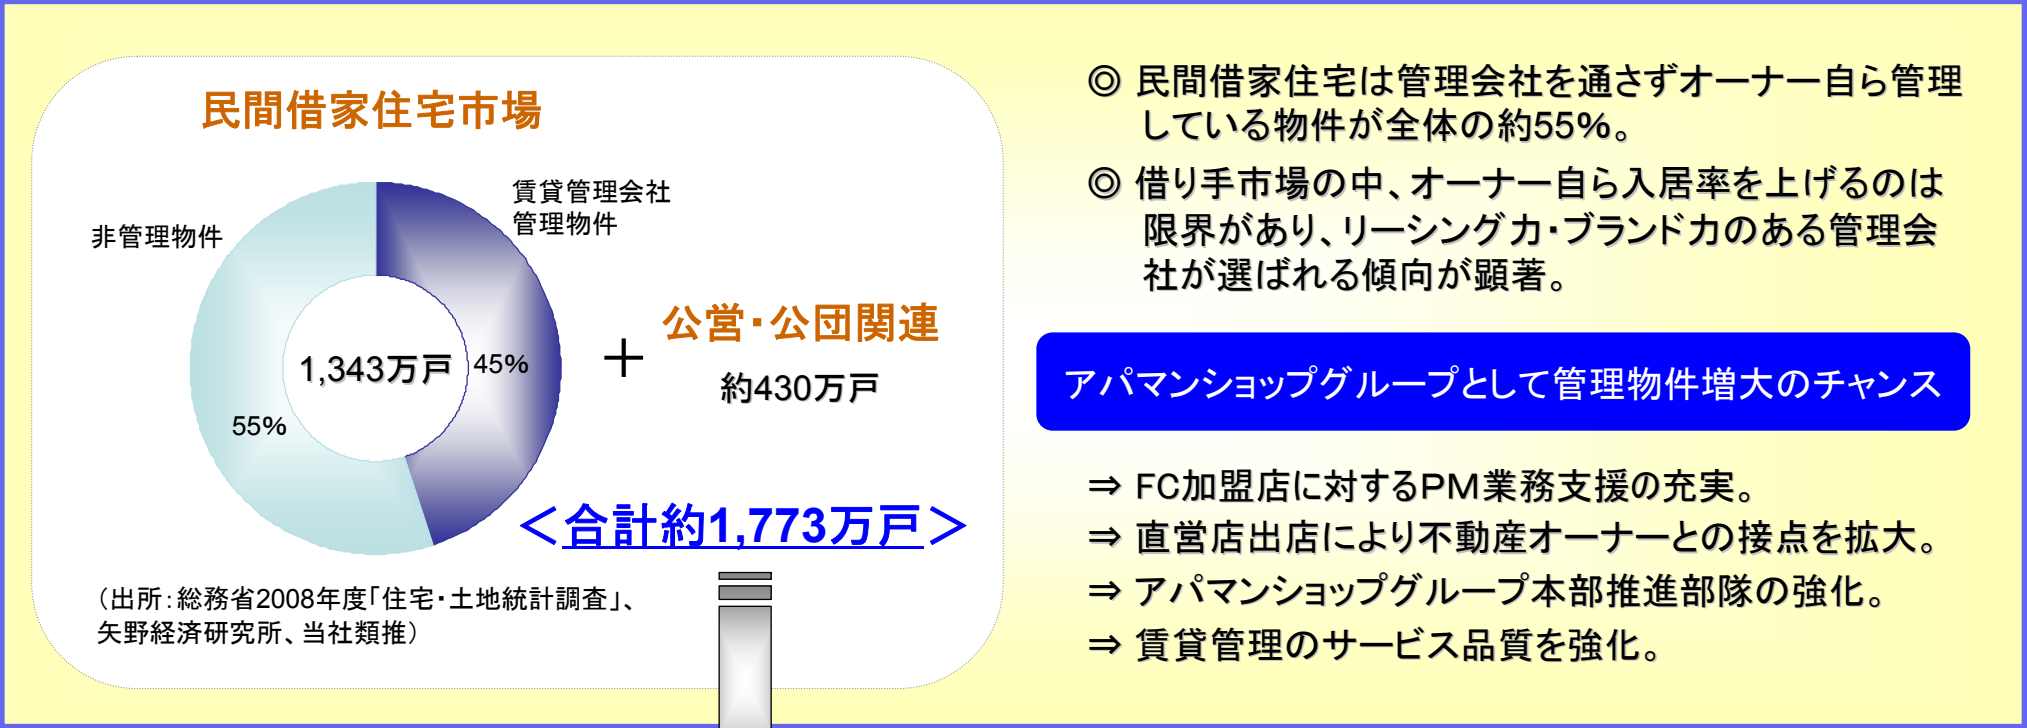 民間借家住宅市場
賃貸管理会社
管理物件
非管理物件
1,343万戸
45%
55%
＋
公営・公団関連
約430万戸
＜合計約1,773万戸＞
（出所：総務省2008年度「住宅・土地統計調査」、
矢野経済研究所、当社類推）
◎ 民間借家住宅は管理会社を通さずオーナー自ら管理
している物件が全体の約55%。
◎ 借り手市場の中、オーナー自ら入居率を上げるのは
限界があり、リーシング力・ブランド力のある管理会
社が選ばれる傾向が顕著。
アパマンショップグループとして管理物件増大のチャンス
⇒ FC加盟店に対するPM業務支援の充実。
⇒ 直営店出店により不動産オーナーとの接点を拡大。
⇒ アパマンショップグループ本部推進部隊の強化。
⇒ 賃貸管理のサービス品質を強化。